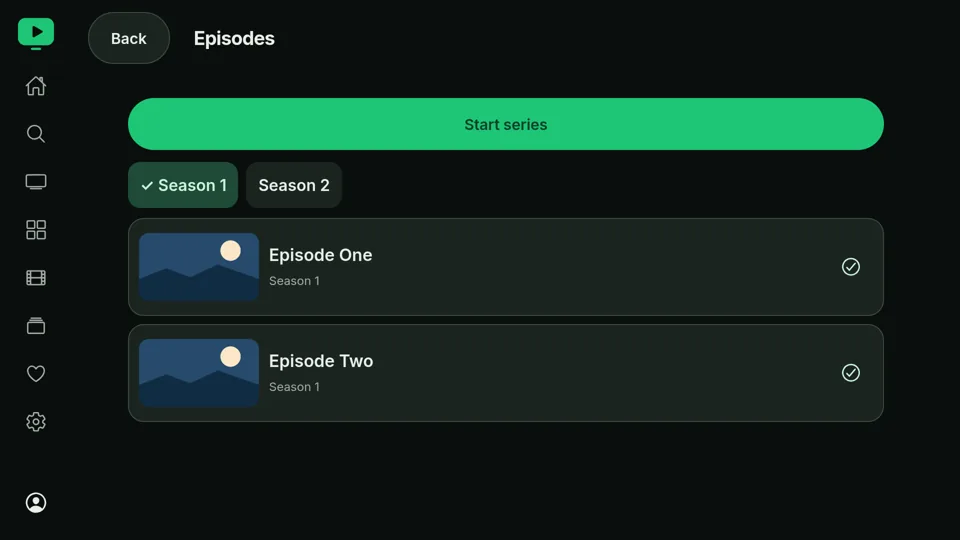 Back
Episodes
Start series
Season 1
Season 2
Episode One
Season 1
Episode Two
Season 1